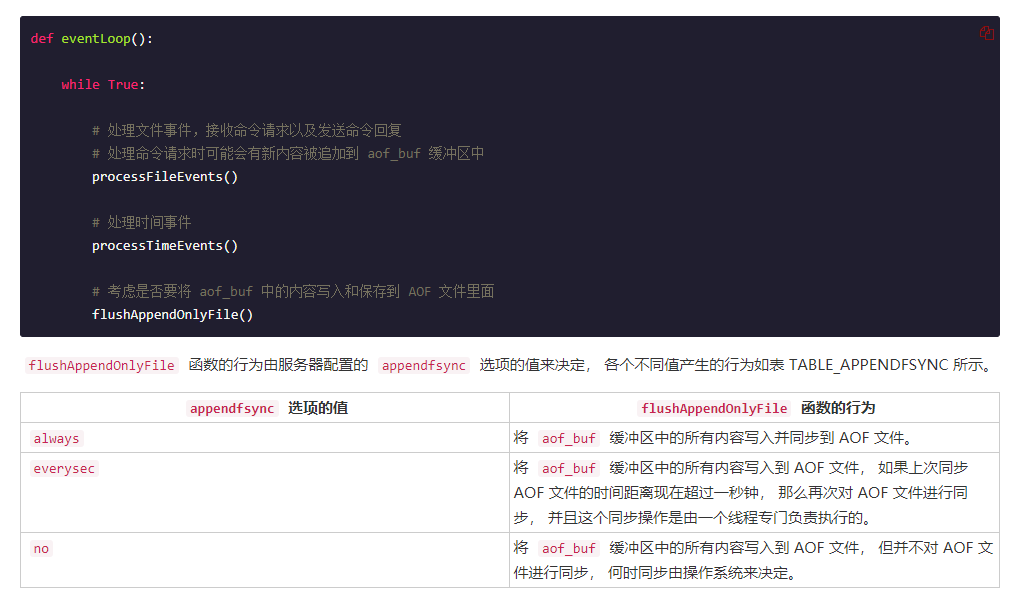 def eventLoop():
while True:
# 处理文件事件，接收命令请求以及发送命令回复
# 处理命令请求时可能会有新内容被追加到 aof_buf 缓冲区中
processFileEvents()
# 处理时间事件
processTimeEvents()
# 考虑是否要将 aof_buf 中的内容写入和保存到 AOF 文件里面
flushAppendOnlyFile()
flushAppendOnlyFile 函数的行为由服务器配置的 appendfsync 选项的值来决定， 各个不同值产生的行为如表 TABLE_APPENDFSYNC 所示。
appendfsync 选项的值
flushAppendOnlyFile 函数的行为
always
将 aof_buf 缓冲区中的所有内容写入并同步到 AOF 文件。
everysec
将 aof_buf 缓冲区中的所有内容写入到 AOF 文件， 如果上次同步
AOF 文件的时间距离现在超过一秒钟， 那么再次对 AOF 文件进行同
步， 并且这个同步操作是由一个线程专门负责执行的。
no
将 aof_buf 缓冲区中的所有内容写入到 AOF 文件， 但并不对 AOF 文
件进行同步， 何时同步由操作系统来决定。